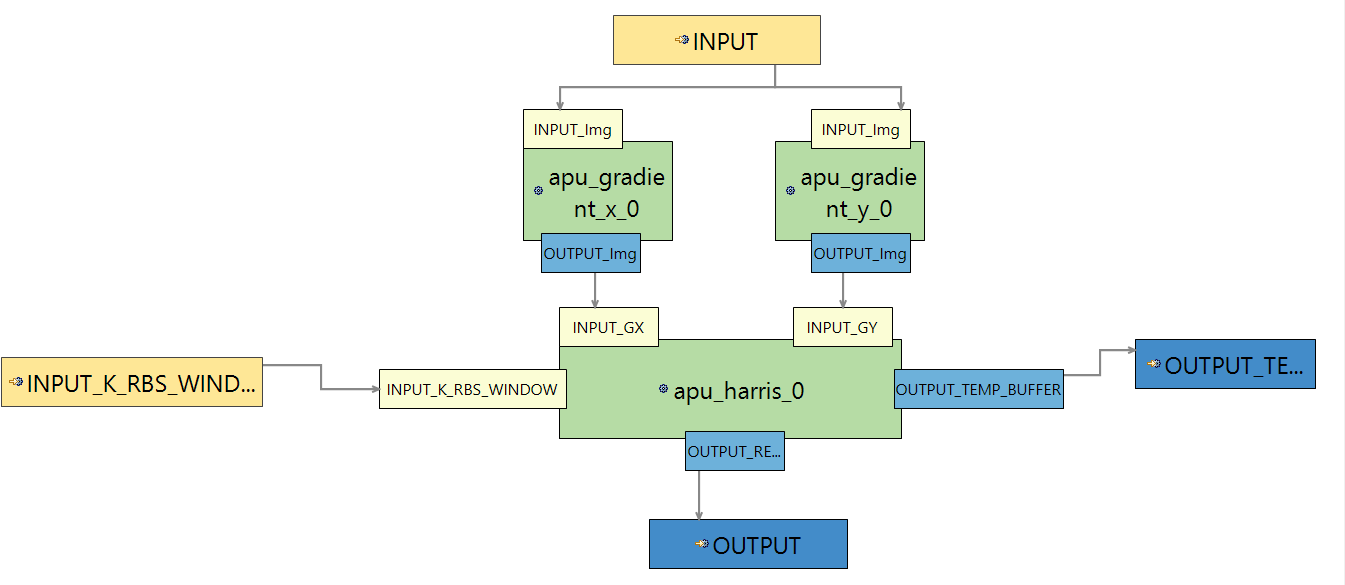 INPUT
INPUT_Img
INPUT_Img
apu_gradie
nt_x_0
apu_gradie
nt_y_0
OUTPUT_Img
OUTPUT_Img
INPUT_GX
INPUT_GY
INPUT_K_RBS_WIND...
INPUT_K_RBS_WINDOW
apu_harris_0
OUTPUT_TEMP_BUFFER
OUTPUT_TE...
OUTPUT_RE...
OUTPUT